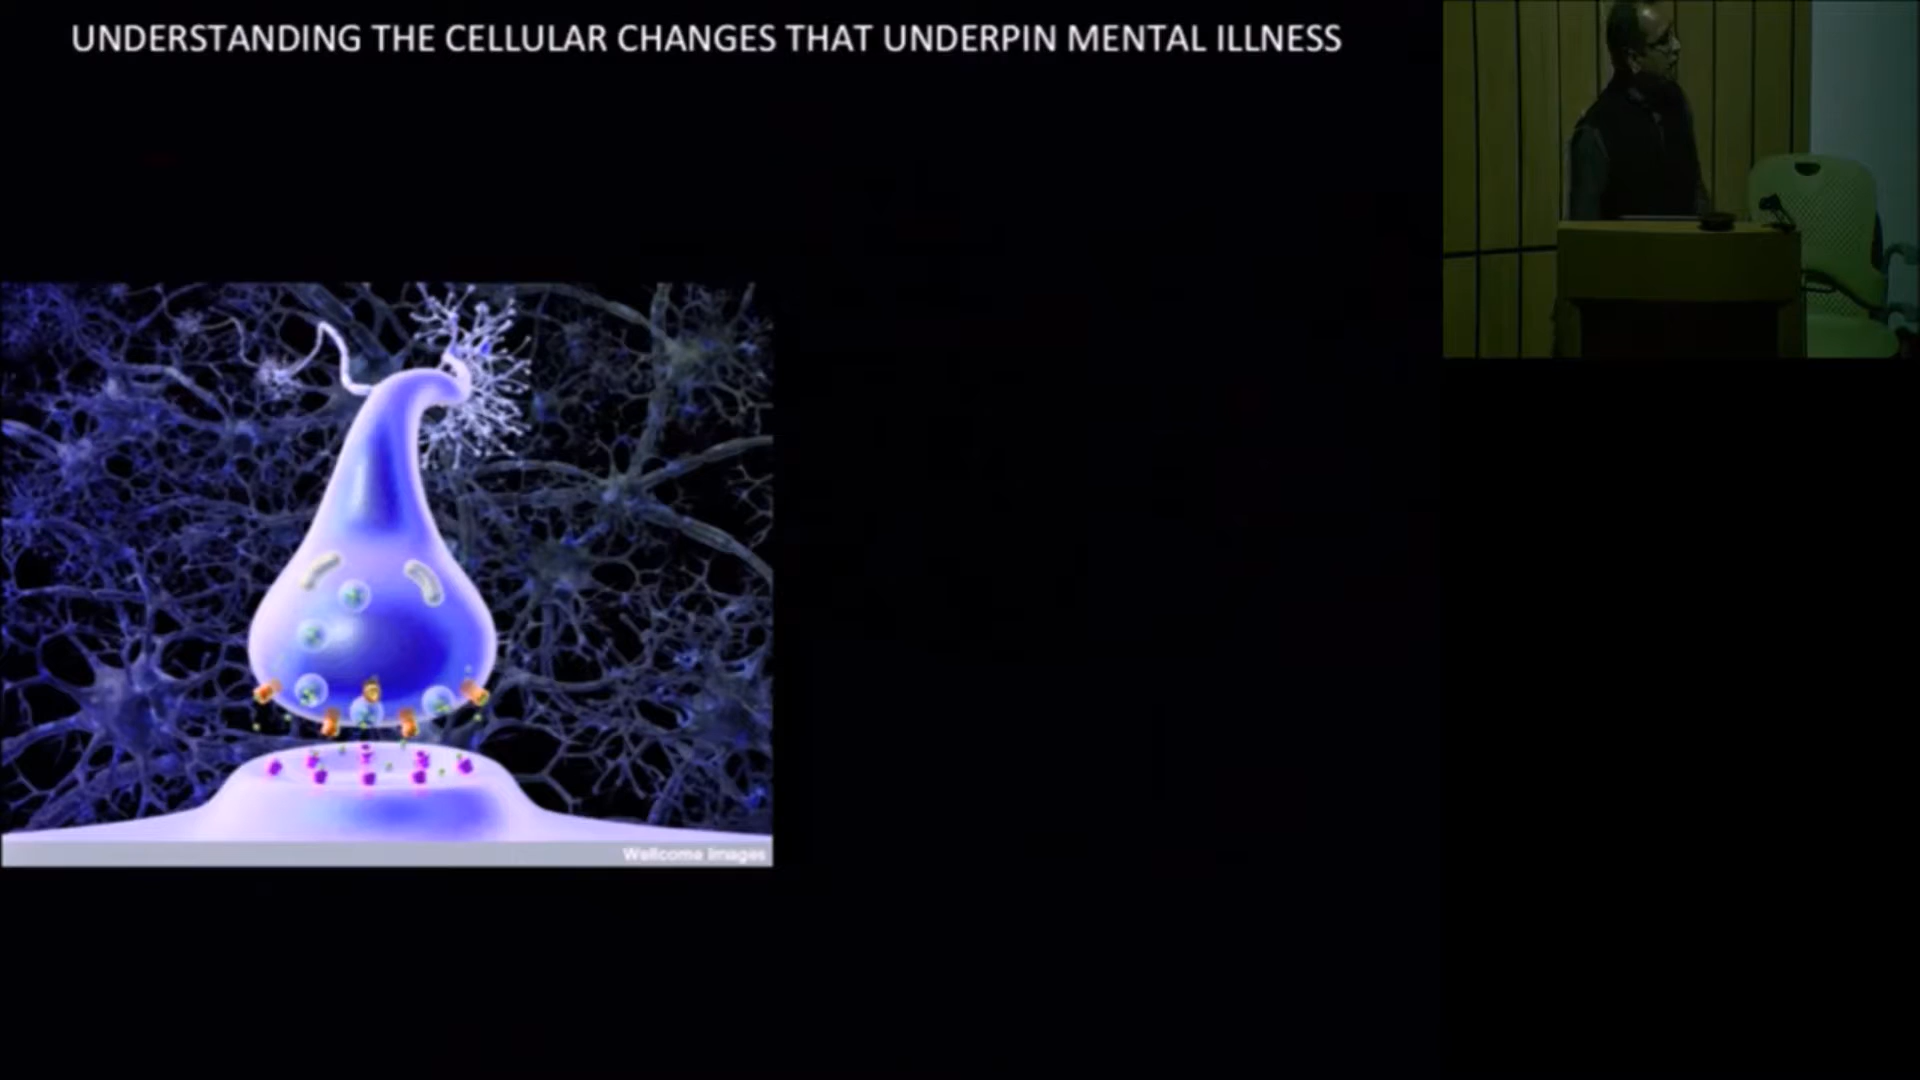 UNDERSTANDING THE CELLULAR CHANGES THAT UNDERPIN MENTAL ILLNESS
Wellcome Images